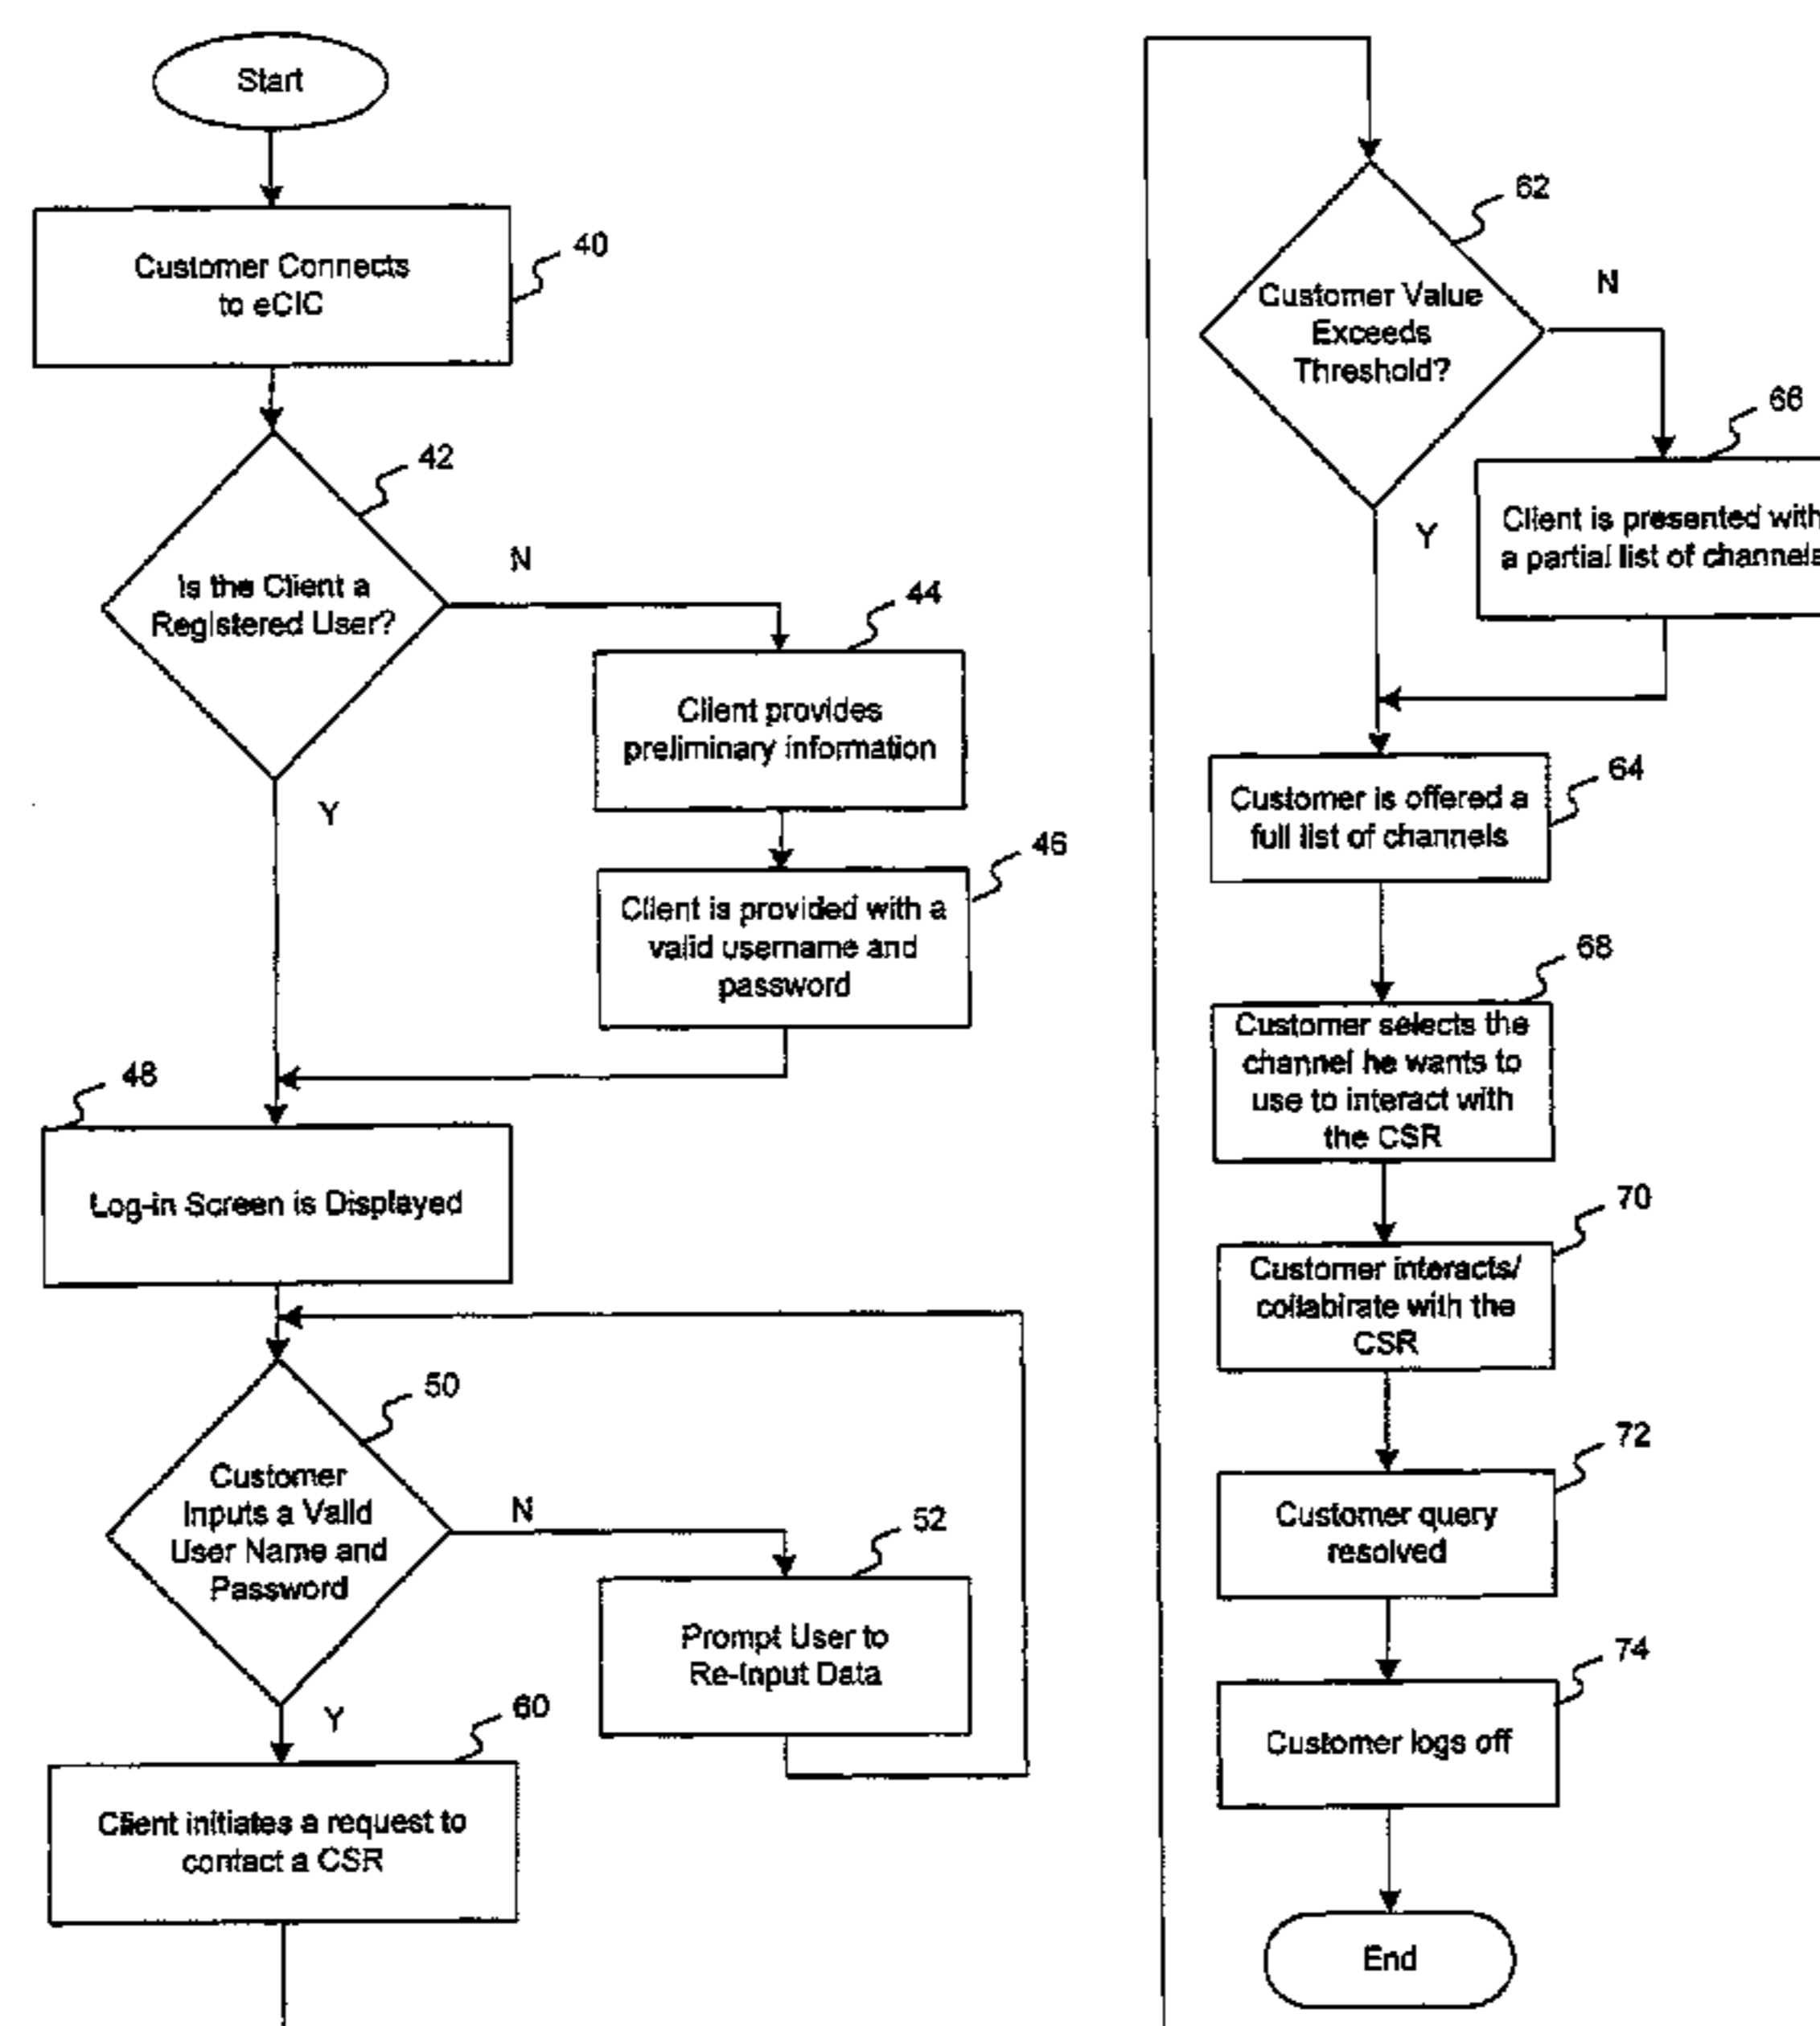 Start
Customer Connects
to eCIC
40
42
Is the Client a
Registered User?
N
Y
44
Client provides
preliminary information
46
Client is provided with a
valid username and
password
48
Log-in Screen is Displayed
50
Customer
Inputs a Valid
User Name and
Password
N
52
Prompt User to
Re-Input Data
Y
60
Client initiates a request to
contact a CSR
62
Customer Value
Exceeds
Threshold?
N
Y
66
Client is presented with
a partial list of channels
64
Customer is offered a
full list of channels
68
Customer selects the
channel he wants to
use to interact with
the CSR
70
Customer interacts/
collabirate with the
CSR
72
Customer query
resolved
74
Customer logs off
End